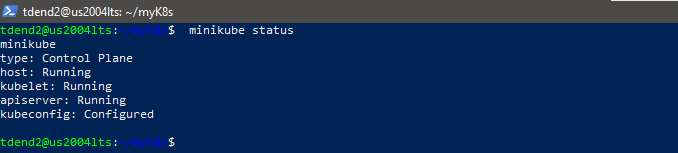 tdend2@us2004lts: ~/myK8s
tdend2@us2004lts:~/myK8s$  minikube status
minikube
type: Control Plane
host: Running
kubelet: Running
apiserver: Running
kubeconfig: Configured
tdend2@us2004lts:~/myK8s$